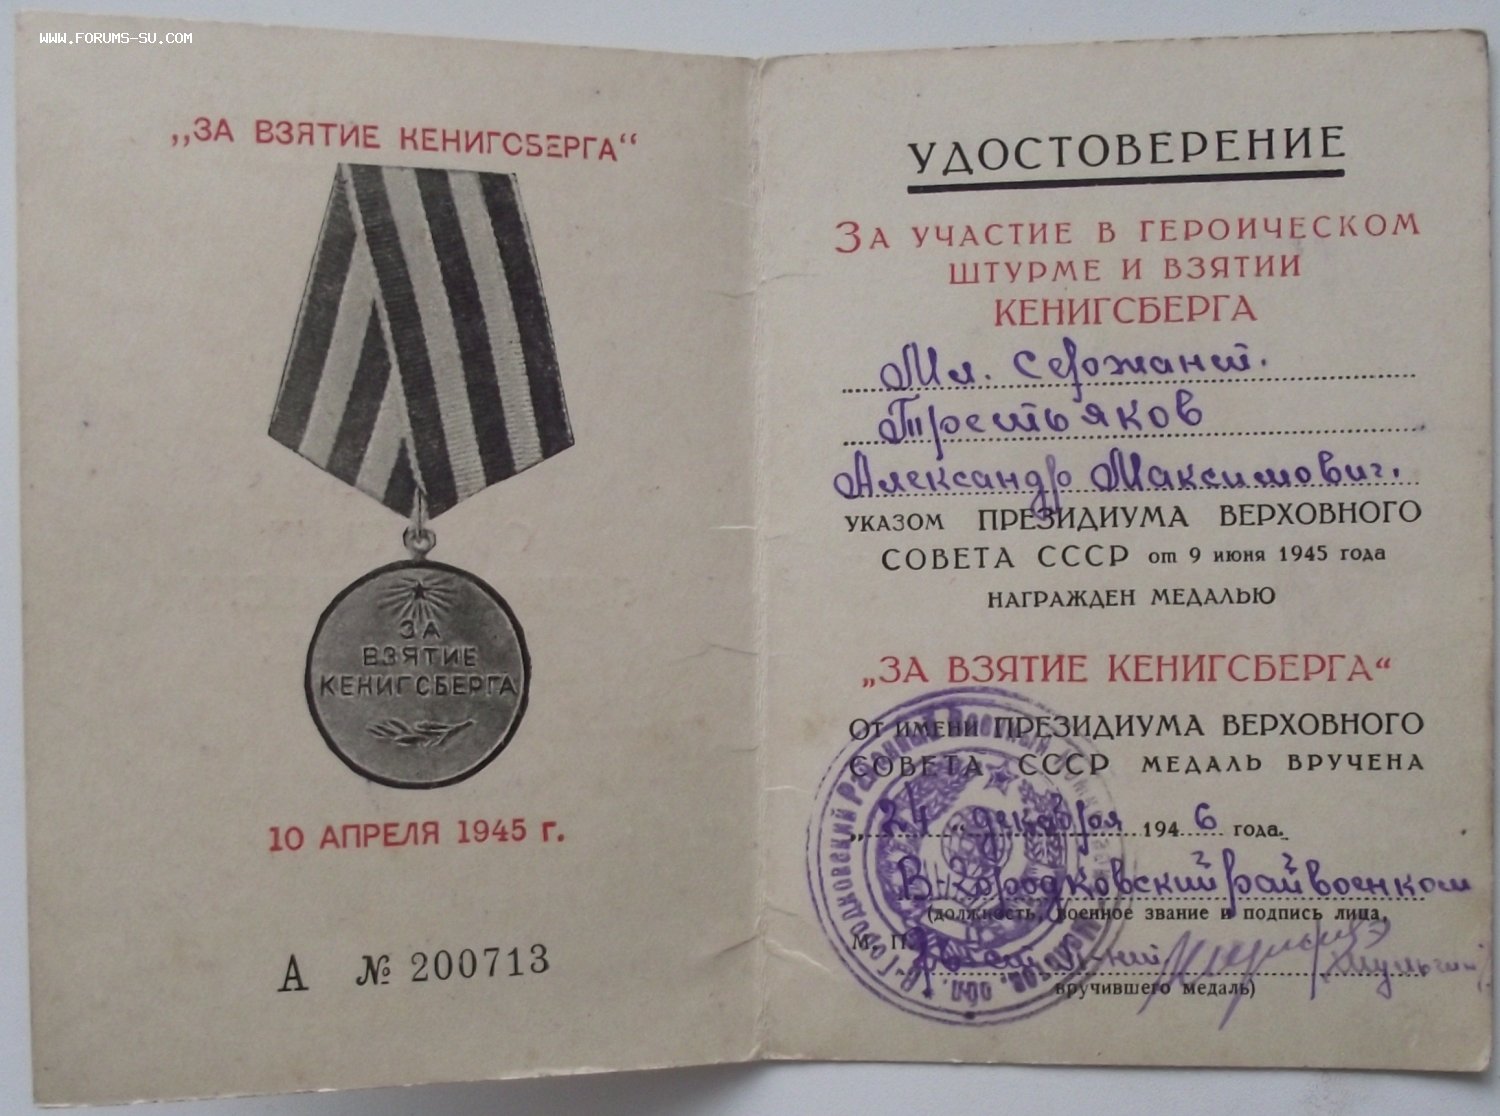 WWW.FORUMS-SU.COM
„ЗА ВЗЯТИЕ КЕНИГСБЕРГА“
ЗА
ВЗЯТИЕ
КЕНИГСБЕРГА
10 АПРЕЛЯ 1945 г.
А № 200713
УДОСТОВЕРЕНИЕ
ЗА УЧАСТИЕ В ГЕРОИЧЕСКОМ
ШТУРМЕ И ВЗЯТИИ
КЕНИГСБЕРГА
Мл. Сержант.
Третьяков
Александр Максимович.
УКАЗОМ ПРЕЗИДИУМА ВЕРХОВНОГО
СОВЕТА СССР от 9 июня 1945 года
НАГРАЖДЕН МЕДАЛЬЮ
„ЗА ВЗЯТИЕ КЕНИГСБЕРГА“
От имени ПРЕЗИДИУМА ВЕРХОВНОГО
СОВЕТА СССР МЕДАЛЬ ВРУЧЕНА
„24“ декабря 1946 года.
В-Городковский райвоенком
(должность, военное звание и подпись лица,
М. П.
вручившего медаль)